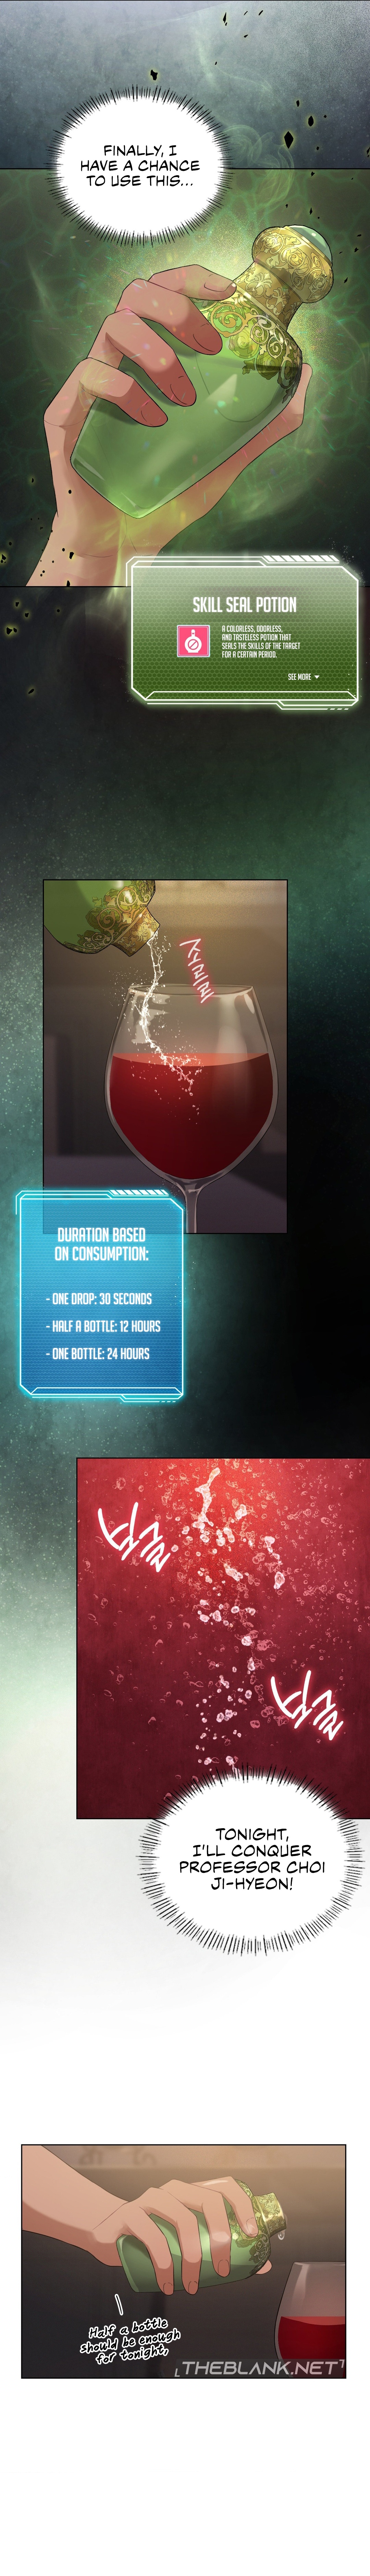 FINALLY, I
HAVE A CHANCE
TO USE THIS...
SKILL SEAL POTION
A COLORLESS, ODORLESS,
AND TASTELESS POTION THAT
SEALS THE SKILLS OF THE TARGET
FOR A CERTAIN PERIOD.
SEE MORE
쪼르륵
DURATION BASED
ON CONSUMPTION:
- ONE DROP: 30 SECONDS
- HALF A BOTTLE: 12 HOURS
- ONE BOTTLE: 24 HOURS
TONIGHT,
I'LL CONQUER
PROFESSOR CHOI
JI-HYEON!
Half a bottle
should be enough
for tonight,
THEBLANK.NET